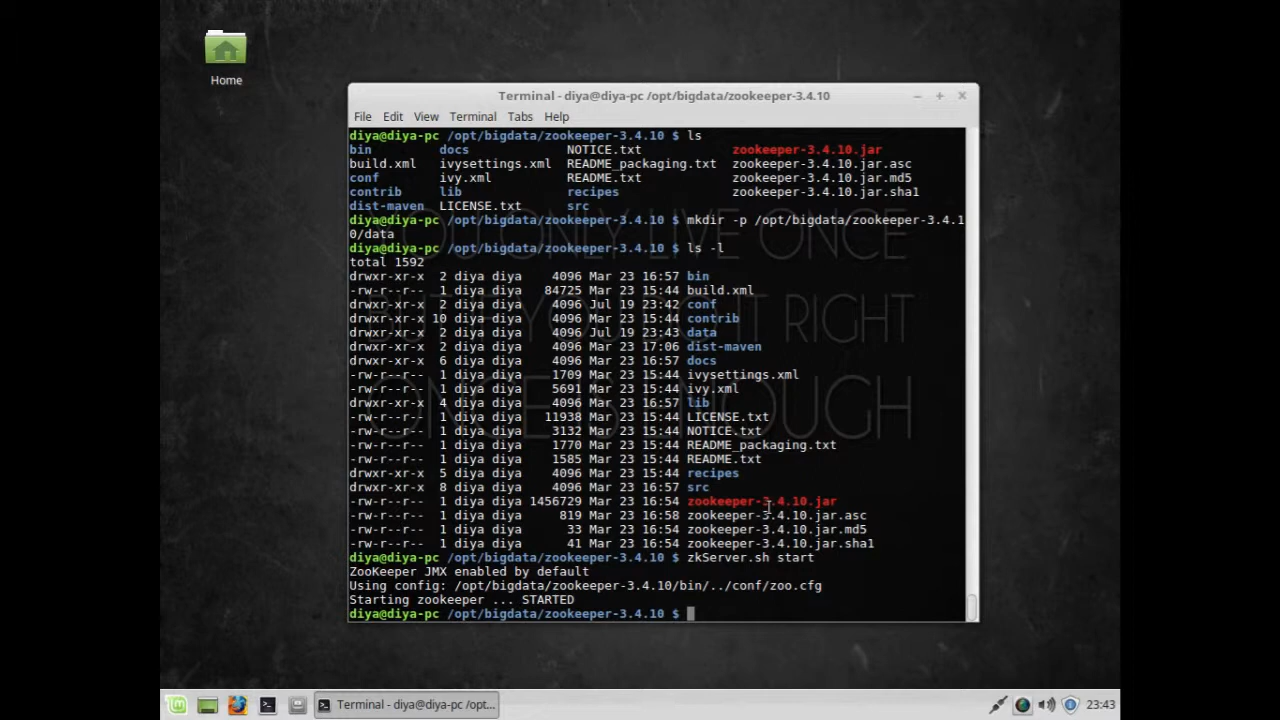 Home
Terminal - diya@diya-pc /opt/bigdata/zookeeper-3.4.10
File Edit View Terminal Tabs Help
diya@diya-pc /opt/bigdata/zookeeper-3.4.10 $ ls
bin docs NOTICE.txt zookeeper-3.4.10.jar
build.xml ivysettings.xml README_packaging.txt zookeeper-3.4.10.jar.asc
conf ivy.xml README.txt zookeeper-3.4.10.jar.md5
contrib lib recipes zookeeper-3.4.10.jar.sha1
dist-maven LICENSE.txt src
diya@diya-pc /opt/bigdata/zookeeper-3.4.10 $ mkdir -p /opt/bigdata/zookeeper-3.4.1
0/data
diya@diya-pc /opt/bigdata/zookeeper-3.4.10 $ ls -l
total 1592
drwxr-xr-x 2 diya diya 4096 Mar 23 16:57 bin
-rw-r--r-- 1 diya diya 84725 Mar 23 15:44 build.xml
drwxr-xr-x 2 diya diya 4096 Jul 19 23:42 conf
drwxr-xr-x 10 diya diya 4096 Mar 23 15:44 contrib
drwxr-xr-x 2 diya diya 4096 Jul 19 23:43 data
drwxr-xr-x 2 diya diya 4096 Mar 23 17:06 dist-maven
drwxr-xr-x 6 diya diya 4096 Mar 23 16:57 docs
-rw-r--r-- 1 diya diya 1709 Mar 23 15:44 ivysettings.xml
-rw-r--r-- 1 diya diya 5691 Mar 23 15:44 ivy.xml
drwxr-xr-x 4 diya diya 4096 Mar 23 16:57 lib
-rw-r--r-- 1 diya diya 11938 Mar 23 15:44 LICENSE.txt
-rw-r--r-- 1 diya diya 3132 Mar 23 15:44 NOTICE.txt
-rw-r--r-- 1 diya diya 1770 Mar 23 15:44 README_packaging.txt
-rw-r--r-- 1 diya diya 1585 Mar 23 15:44 README.txt
drwxr-xr-x 5 diya diya 4096 Mar 23 15:44 recipes
drwxr-xr-x 8 diya diya 4096 Mar 23 16:57 src
-rw-r--r-- 1 diya diya 1456729 Mar 23 16:54 zookeeper-3.4.10.jar
-rw-r--r-- 1 diya diya 819 Mar 23 16:58 zookeeper-3.4.10.jar.asc
-rw-r--r-- 1 diya diya 33 Mar 23 16:54 zookeeper-3.4.10.jar.md5
-rw-r--r-- 1 diya diya 41 Mar 23 16:54 zookeeper-3.4.10.jar.sha1
diya@diya-pc /opt/bigdata/zookeeper-3.4.10 $ zkServer.sh start
ZooKeeper JMX enabled by default
Using config: /opt/bigdata/zookeeper-3.4.10/bin/../conf/zoo.cfg
Starting zookeeper ... STARTED
diya@diya-pc /opt/bigdata/zookeeper-3.4.10 $
Terminal - diya@diya-pc /opt...
23:43